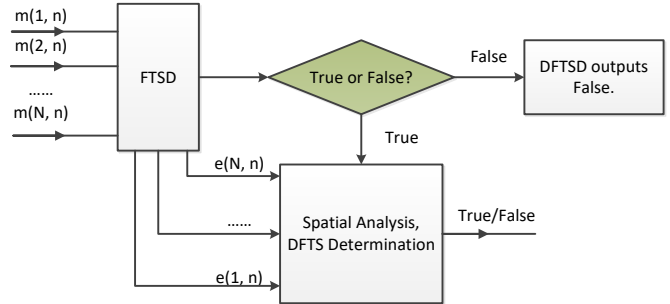 m(1, n)
m(2, n)
......
m(N, n)
FTSD
True or False?
False
DFTSD outputs
False.
True
e(N, n)
......
e(1, n)
Spatial Analysis,
DFTS Determination
True/False